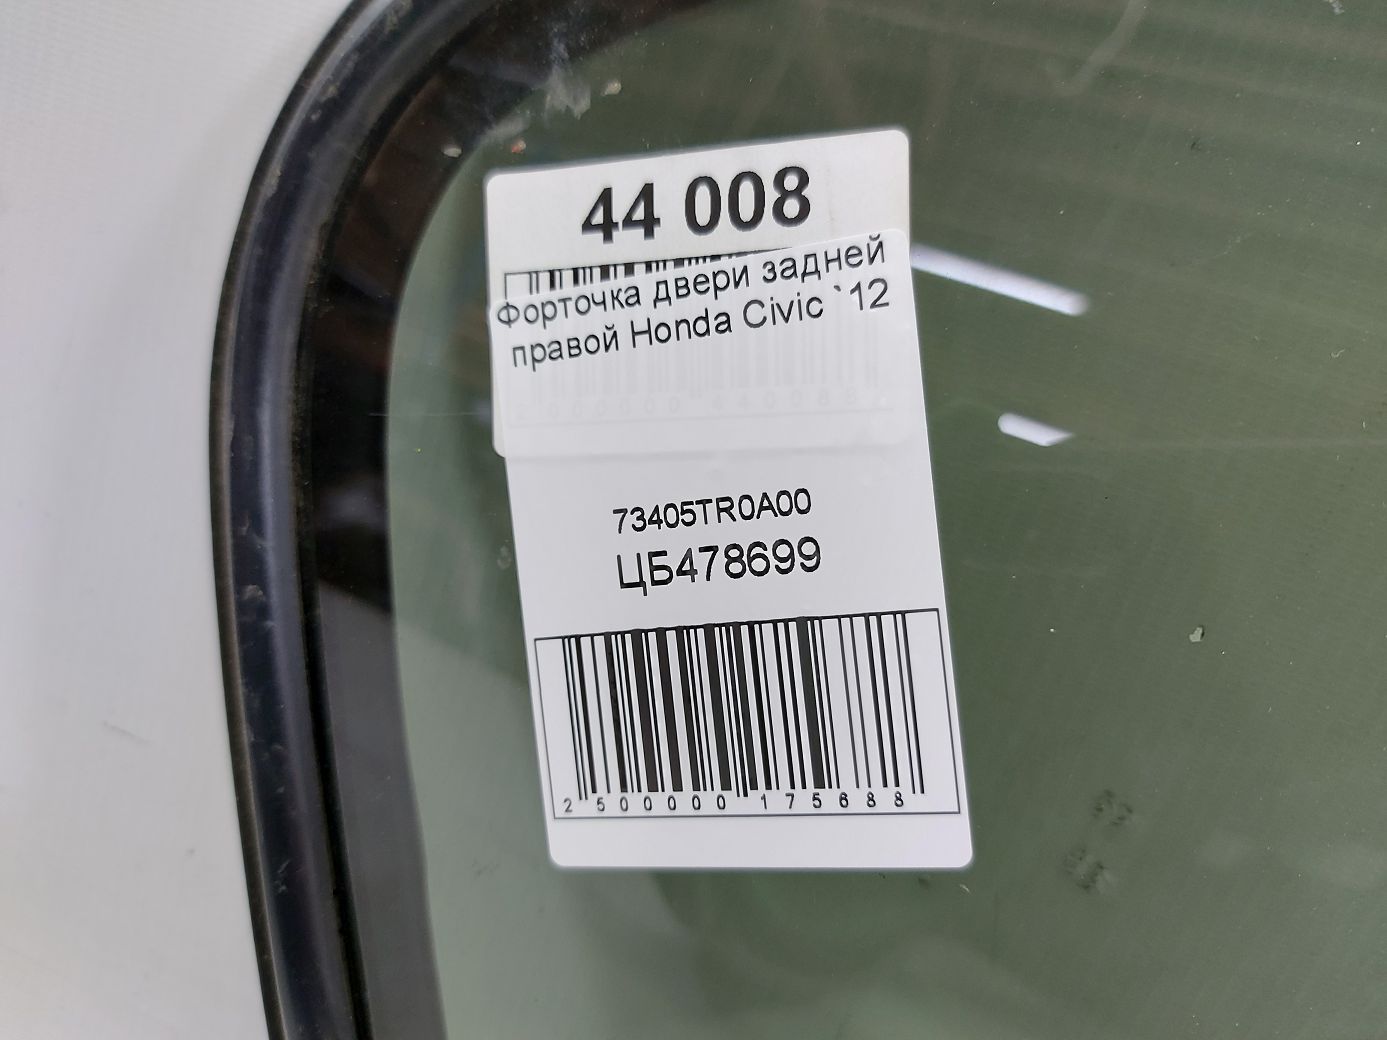 44 008
Форточка двери задней
правой Honda Civic `12
73405TR0A00
ЦБ478699
2 500000 175688